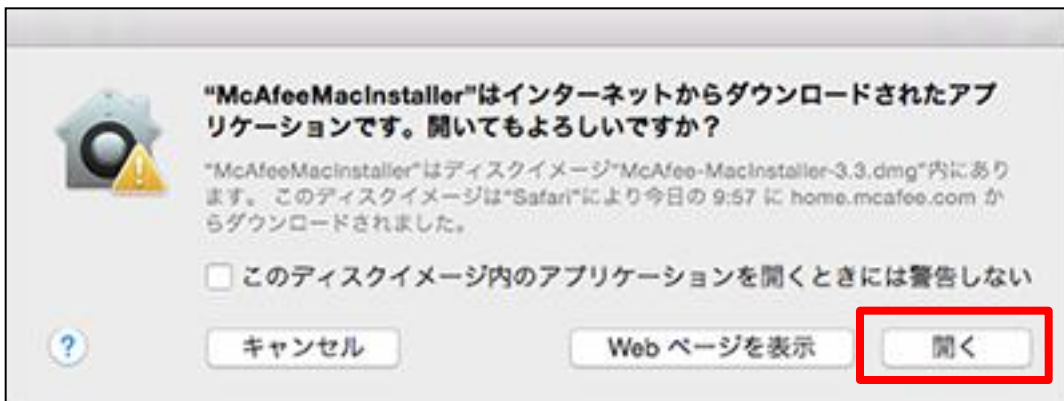 “McAfeeMacInstaller”はインターネットからダウンロードされたアプ
リケーションです。開いてもよろしいですか？
“McAfeeMacInstaller”はディスクイメージ“McAfee-MacInstaller-3.3.dmg”内にあり
ます。 このディスクイメージは“Safari”により今日の 9:57 に home.mcafee.com か
らダウンロードされました。
このディスクイメージ内のアプリケーションを開くときには警告しない
? キャンセル Web ページを表示 開く